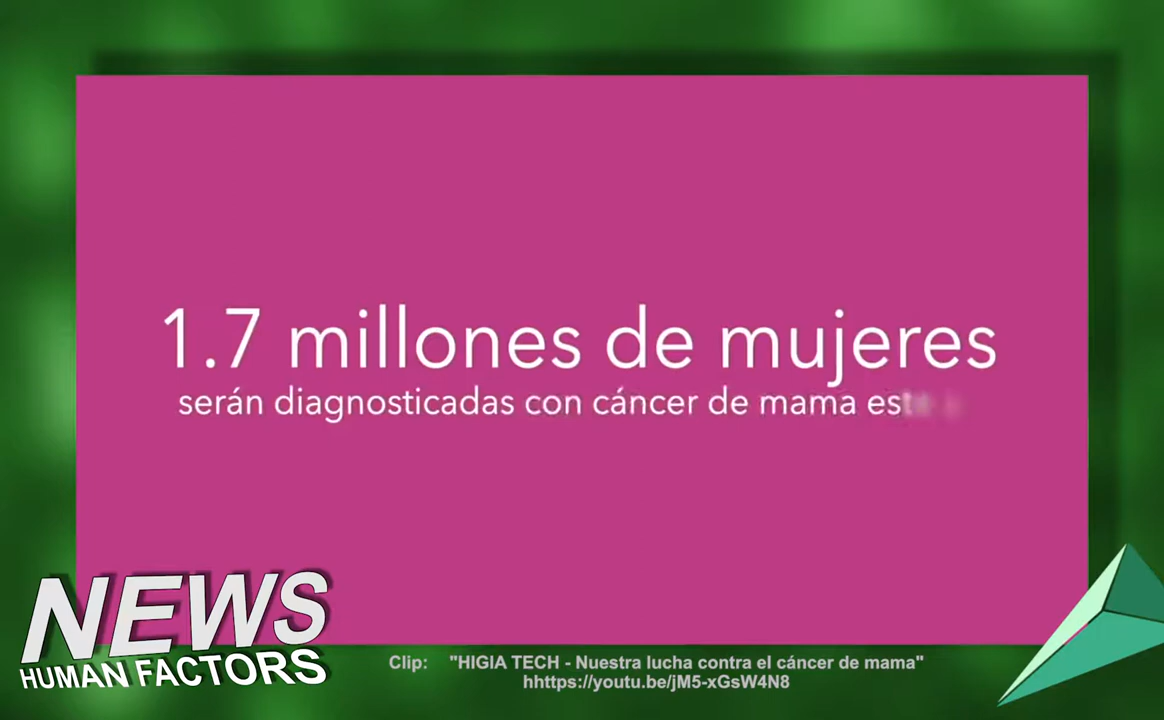 1.7 millones de mujeres
serán diagnosticadas con cáncer de mama
NEWS
HUMAN FACTORS
Clip: "HIGIA TECH - Nuestra lucha contra el cáncer de mama"
hhttps://youtu.be/jM5-xGsW4N8